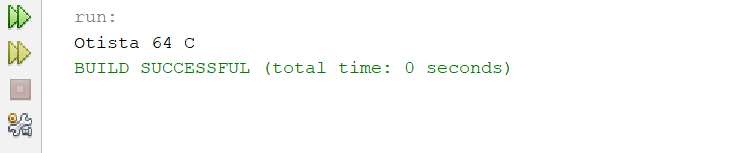 run:
Otista 64 C
BUILD SUCCESSFUL (total time: 0 seconds)